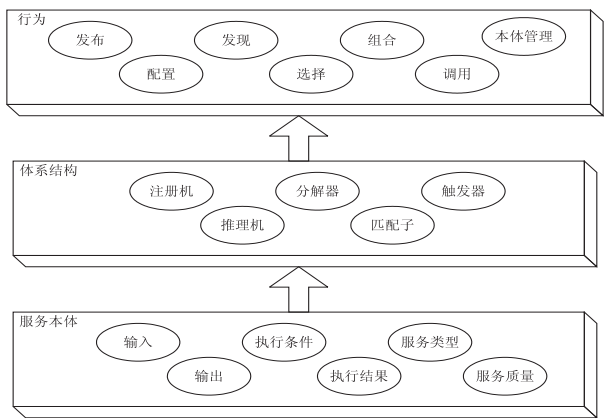 行为
发布
发现
组合
本体管理
配置
选择
调用
体系结构
注册机
分解器
触发器
推理机
匹配子
服务本体
输入
执行条件
服务类型
输出
执行结果
服务质量